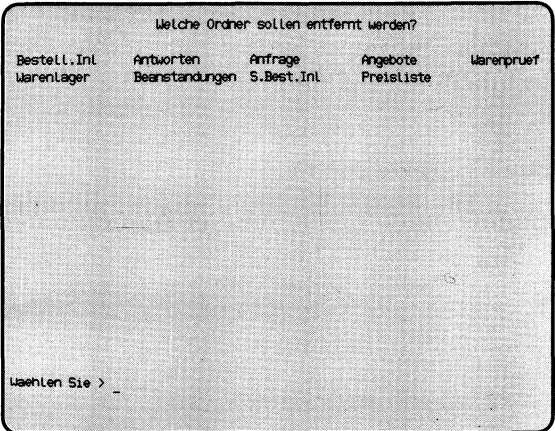 Welche Ordner sollen entfernt werden?
Bestell.Inl Antworten Anfrage Angebote Warenpruef
Warenlager Beanstandungen S.Best.Inl Preisliste
Waehlen Sie > _